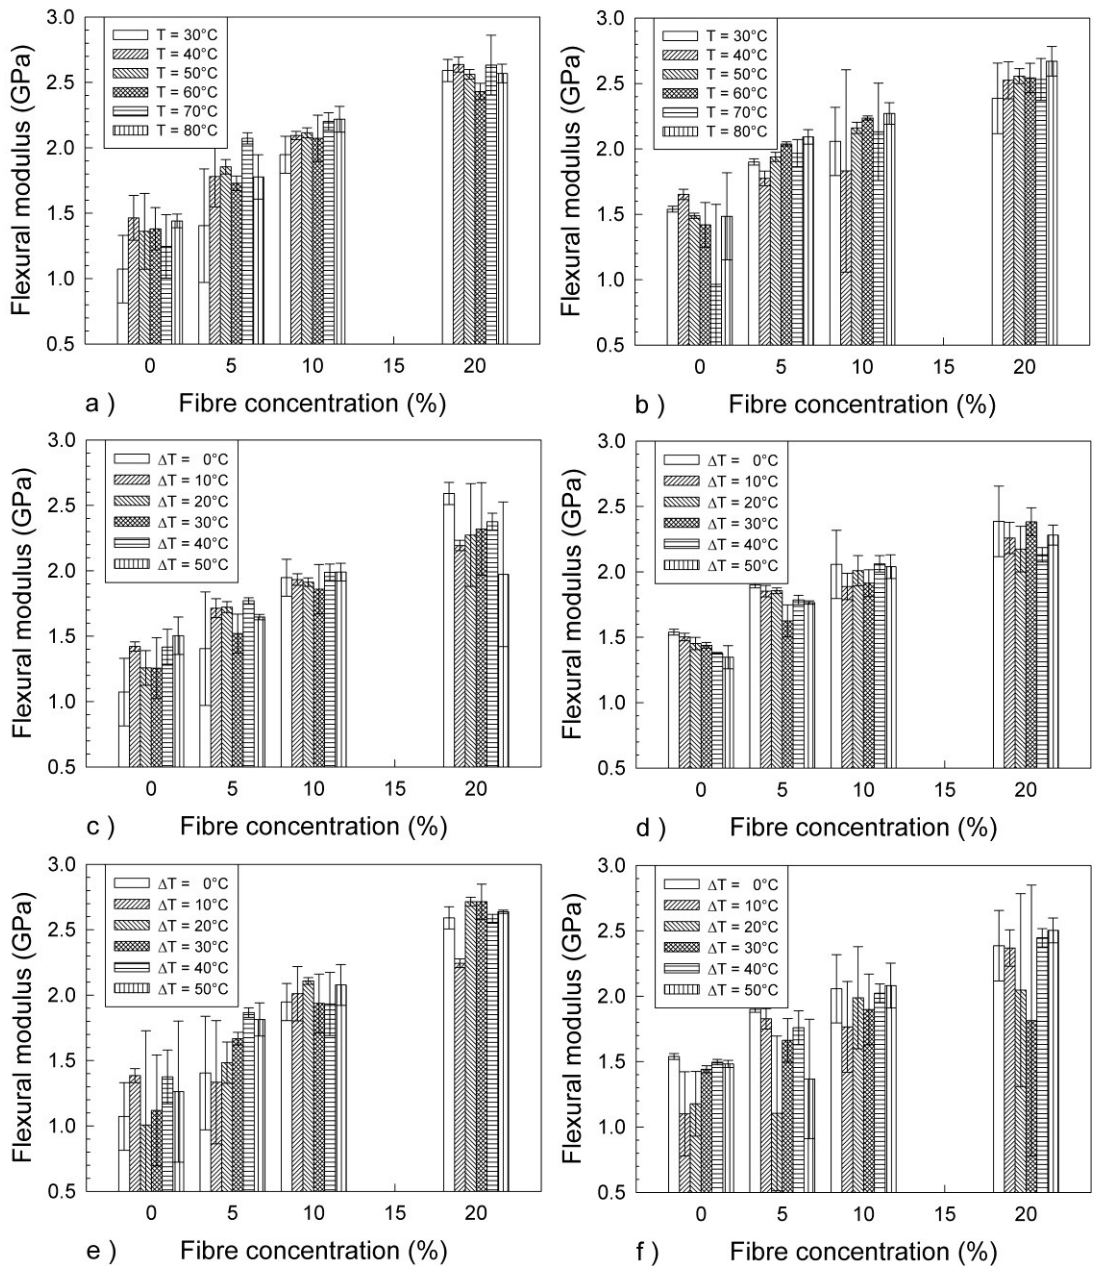 3.0
2.5
2.0
1.5
1.0
0.5
Flexural modulus (GPa)
T = 30°C
T = 40°C
T = 50°C
T = 60°C
T = 70°C
T = 80°C
0 5 10 15 20
a ) Fibre concentration (%)
3.0
2.5
2.0
1.5
1.0
0.5
Flexural modulus (GPa)
T = 30°C
T = 40°C
T = 50°C
T = 60°C
T = 70°C
T = 80°C
0 5 10 15 20
b ) Fibre concentration (%)
3.0
2.5
2.0
1.5
1.0
0.5
Flexural modulus (GPa)
ΔT = 0°C
ΔT = 10°C
ΔT = 20°C
ΔT = 30°C
ΔT = 40°C
ΔT = 50°C
0 5 10 15 20
c ) Fibre concentration (%)
3.0
2.5
2.0
1.5
1.0
0.5
Flexural modulus (GPa)
ΔT = 0°C
ΔT = 10°C
ΔT = 20°C
ΔT = 30°C
ΔT = 40°C
ΔT = 50°C
0 5 10 15 20
d ) Fibre concentration (%)
3.0
2.5
2.0
1.5
1.0
0.5
Flexural modulus (GPa)
ΔT = 0°C
ΔT = 10°C
ΔT = 20°C
ΔT = 30°C
ΔT = 40°C
ΔT = 50°C
0 5 10 15 20
e ) Fibre concentration (%)
3.0
2.5
2.0
1.5
1.0
0.5
Flexural modulus (GPa)
ΔT = 0°C
ΔT = 10°C
ΔT = 20°C
ΔT = 30°C
ΔT = 40°C
ΔT = 50°C
0 5 10 15 20
f ) Fibre concentration (%)